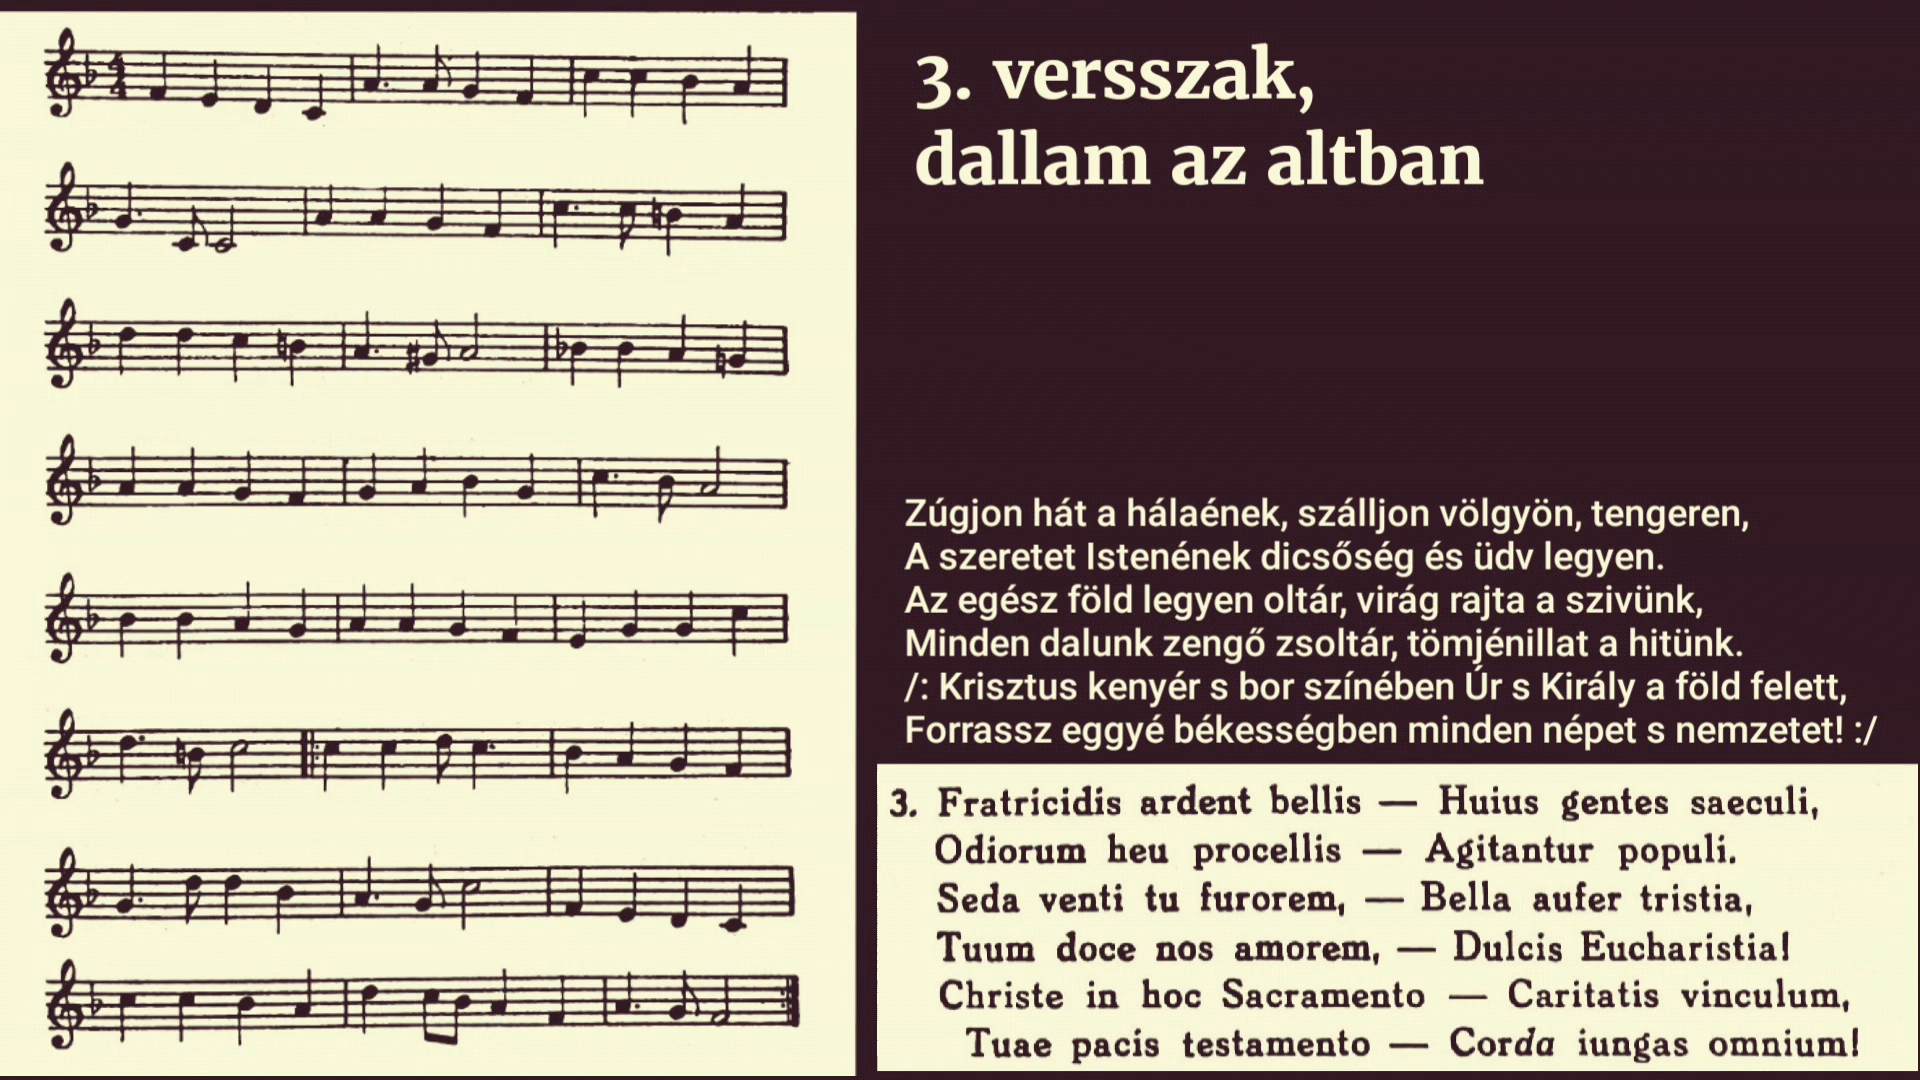 3. versszak,
dallam az altban
Zúgjon hát a hálaének, szálljon völgyön, tengeren,
A szeretet Istenének dicsőség és üdv legyen.
Az egész föld legyen oltár, virág rajta a szivünk,
Minden dalunk zengő zsoltár, tömjénillat a hitünk.
/: Krisztus kenyér s bor színében Úr s Király a föld felett,
Forrassz eggyé békességben minden népet s nemzetet! :/
3. Fratricidis ardent bellis — Huius gentes saeculi,
Odiorum heu procellis — Agitantur populi.
Seda venti tu furorem, — Bella aufer tristia,
Tuum doce nos amorem, — Dulcis Eucharistia!
Christe in hoc Sacramento — Caritatis vinculum,
Tuae pacis testamento — Corda iungas omnium!